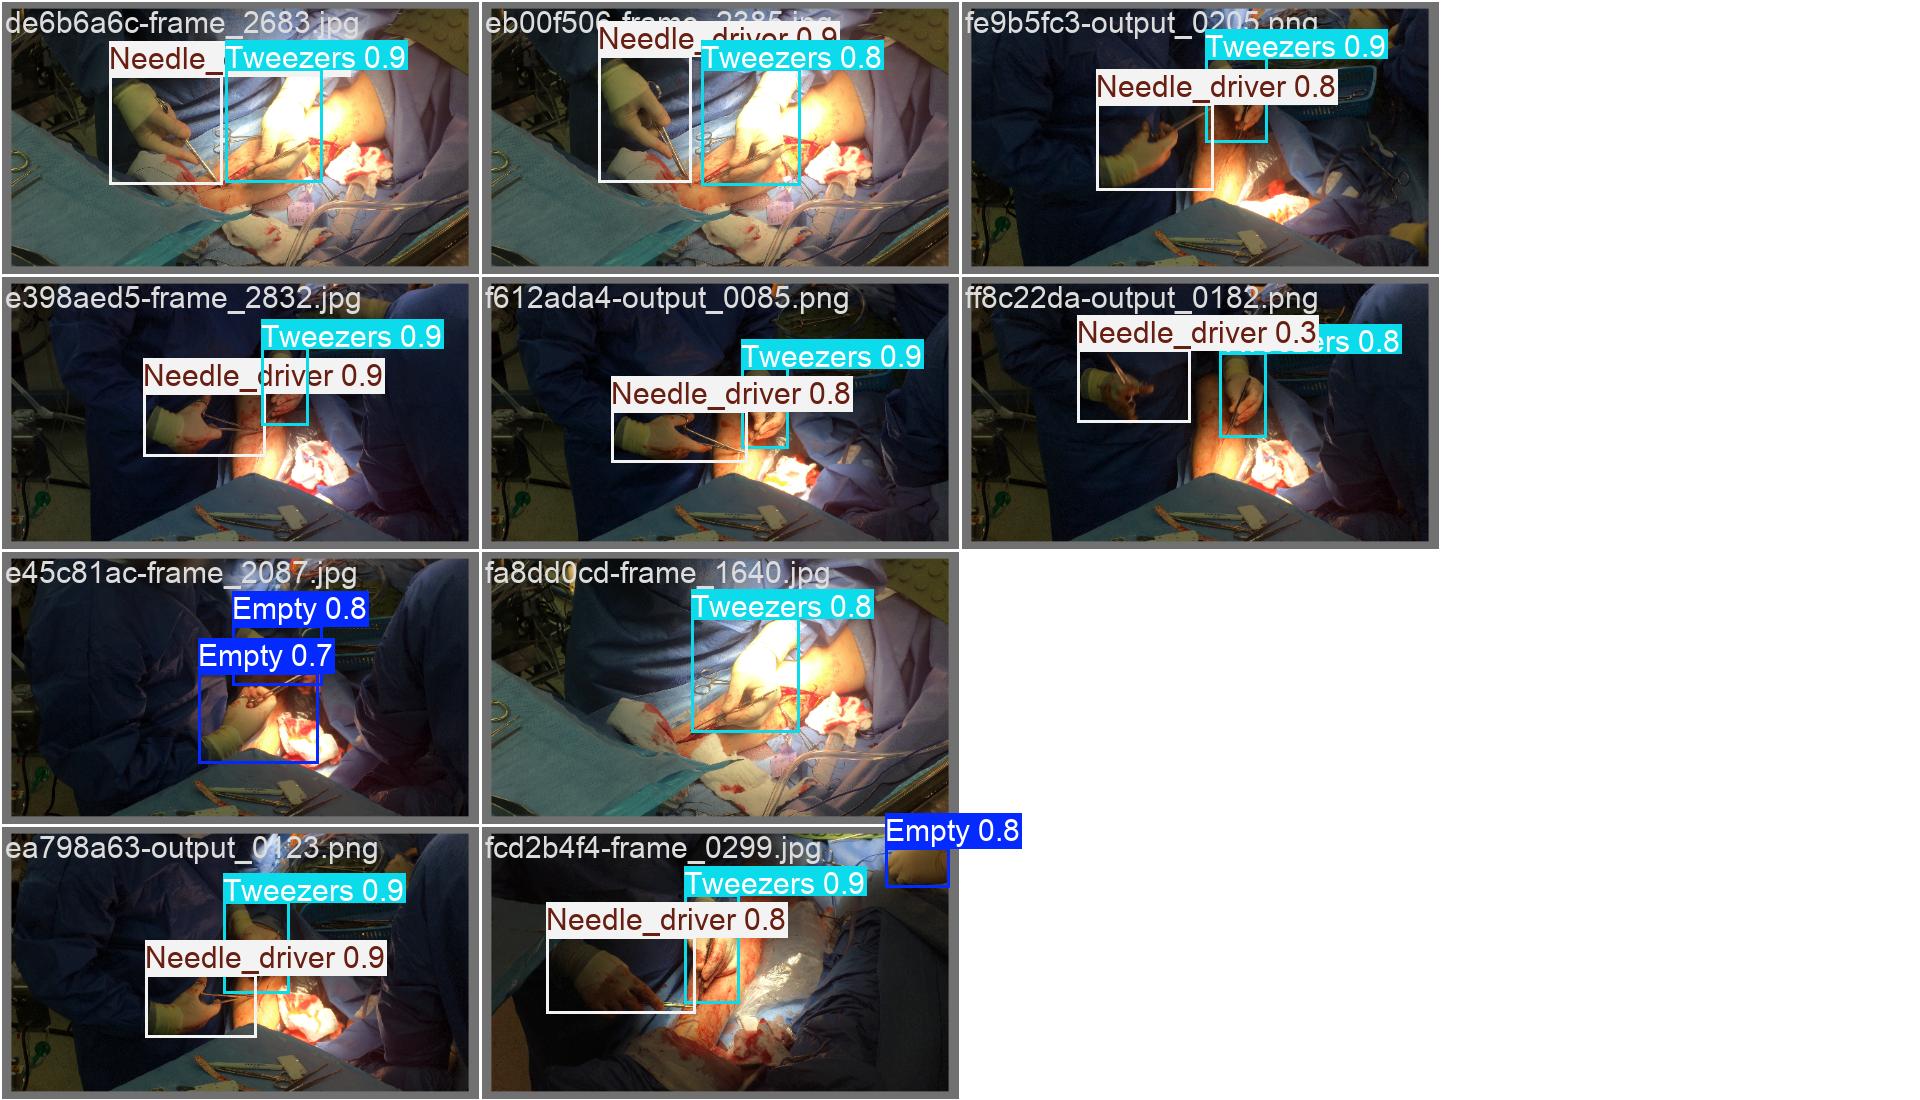 de6b6a6c-frame_2683.jpg
Needle_
Tweezers 0.9
eb00f506-frame_2385.jpg
Needle_driver 0.9
Tweezers 0.8
fe9b5fc3-output_0205.png
Tweezers 0.9
Needle_driver 0.8
e398aed5-frame_2832.jpg
Tweezers 0.9
Needle_driver 0.9
f612ada4-output_0085.png
Tweezers 0.9
Needle_driver 0.8
ff8c22da-output_0182.png
Needle_driver 0.3
Tweezers 0.8
e45c81ac-frame_2087.jpg
Empty 0.8
Empty 0.7
fa8dd0cd-frame_1640.jpg
Tweezers 0.8
ea798a63-output_0123.png
Tweezers 0.9
Needle_driver 0.9
fcd2b4f4-frame_0299.jpg
Empty 0.8
Tweezers 0.9
Needle_driver 0.8